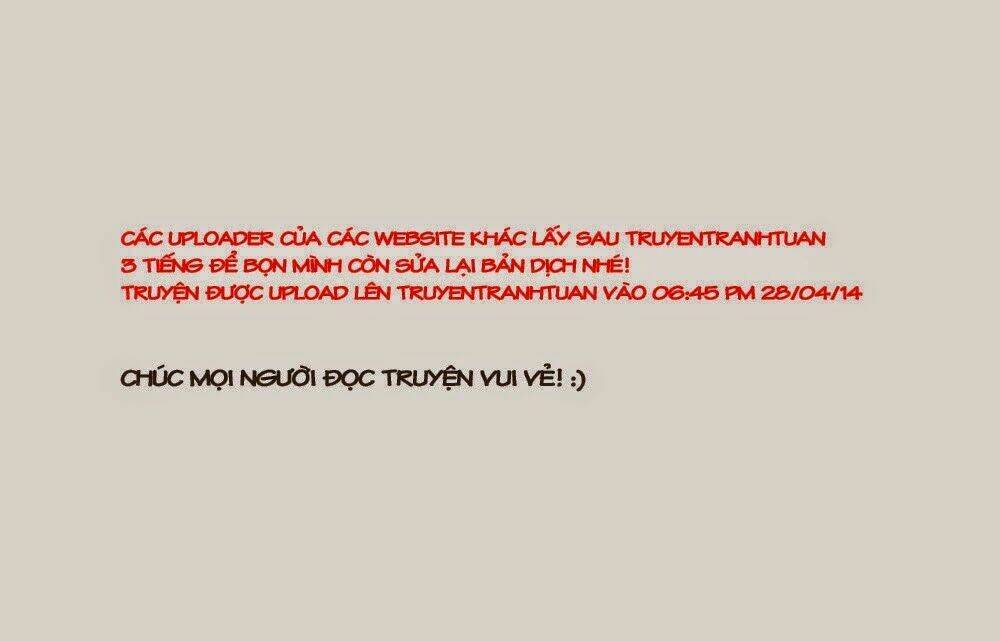 CÁC UPLOADER CỦA CÁC WEBSITE KHÁC LẤY SAU TRUYENTRANHTUAN
3 TIẾNG ĐỂ BỌN MÌNH CÒN SỬA LẠI BẢN DỊCH NHÉ!
TRUYỆN ĐƯỢC UPLOAD LÊN TRUYENTRANHTUAN VÀO 06:45 PM 28/04/14
CHÚC MỌI NGƯỜI ĐỌC TRUYỆN VUI VẺ! :)